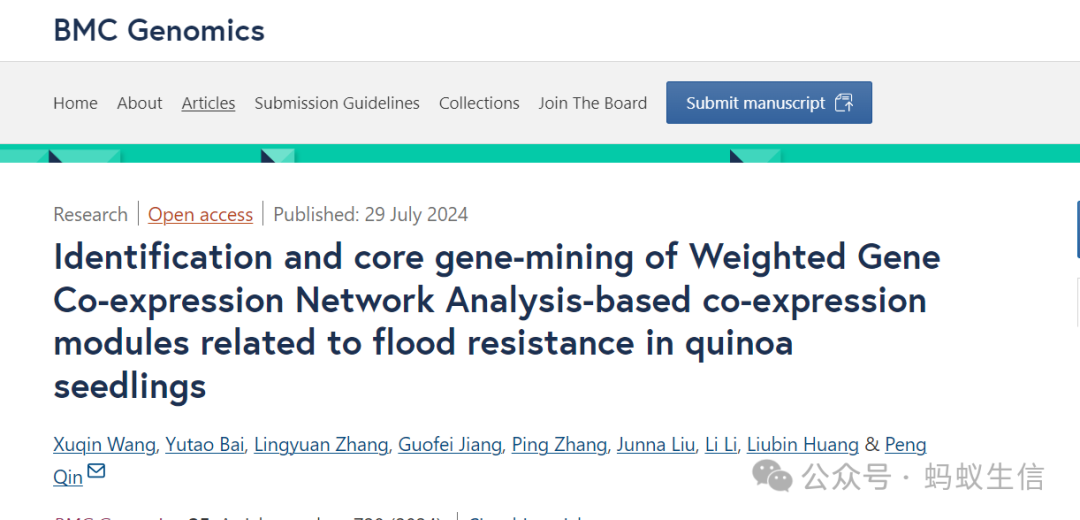 BMC Genomics
Home About Articles Submission Guidelines Collections Join The Board Submit manuscript
Research Open access Published: 29 July 2024
Identification and core gene-mining of Weighted Gene
Co-expression Network Analysis-based co-expression
modules related to flood resistance in quinoa
seedlings
Xuqin Wang, Yutao Bai, Lingyuan Zhang, Guofei Jiang, Ping Zhang, Junna Liu, Li Li, Liubin Huang & Peng
Qin
公众号 · 蚂蚁生信